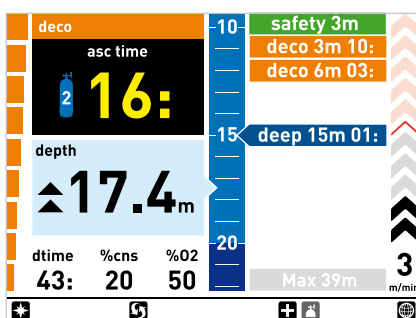 deco
asc time
2
16:
depth
17.4m
dtime %cns %O2
43: 20 50
10
15
20
safety 3m
deco 3m 10:
deco 6m 03:
deep 15m 01:
Max 39m
3
m/min